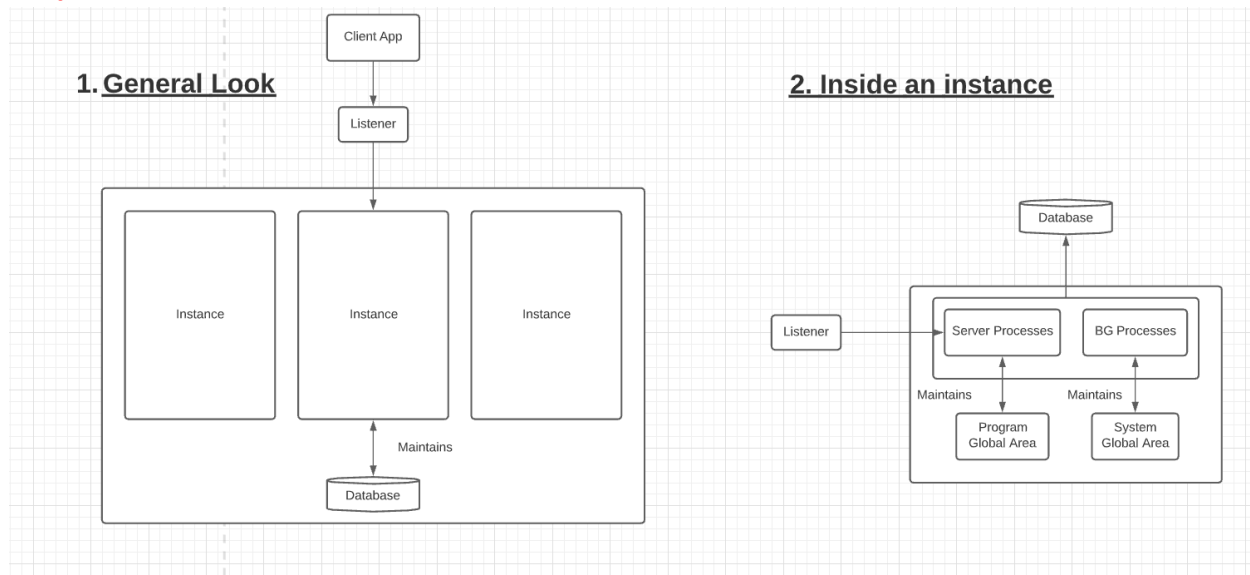 1. General Look
Client App
Listener
Instance
Instance
Instance
Maintains
Database
2. Inside an instance
Database
Listener
Server Processes
BG Processes
Maintains
Maintains
Program
Global Area
System
Global Area